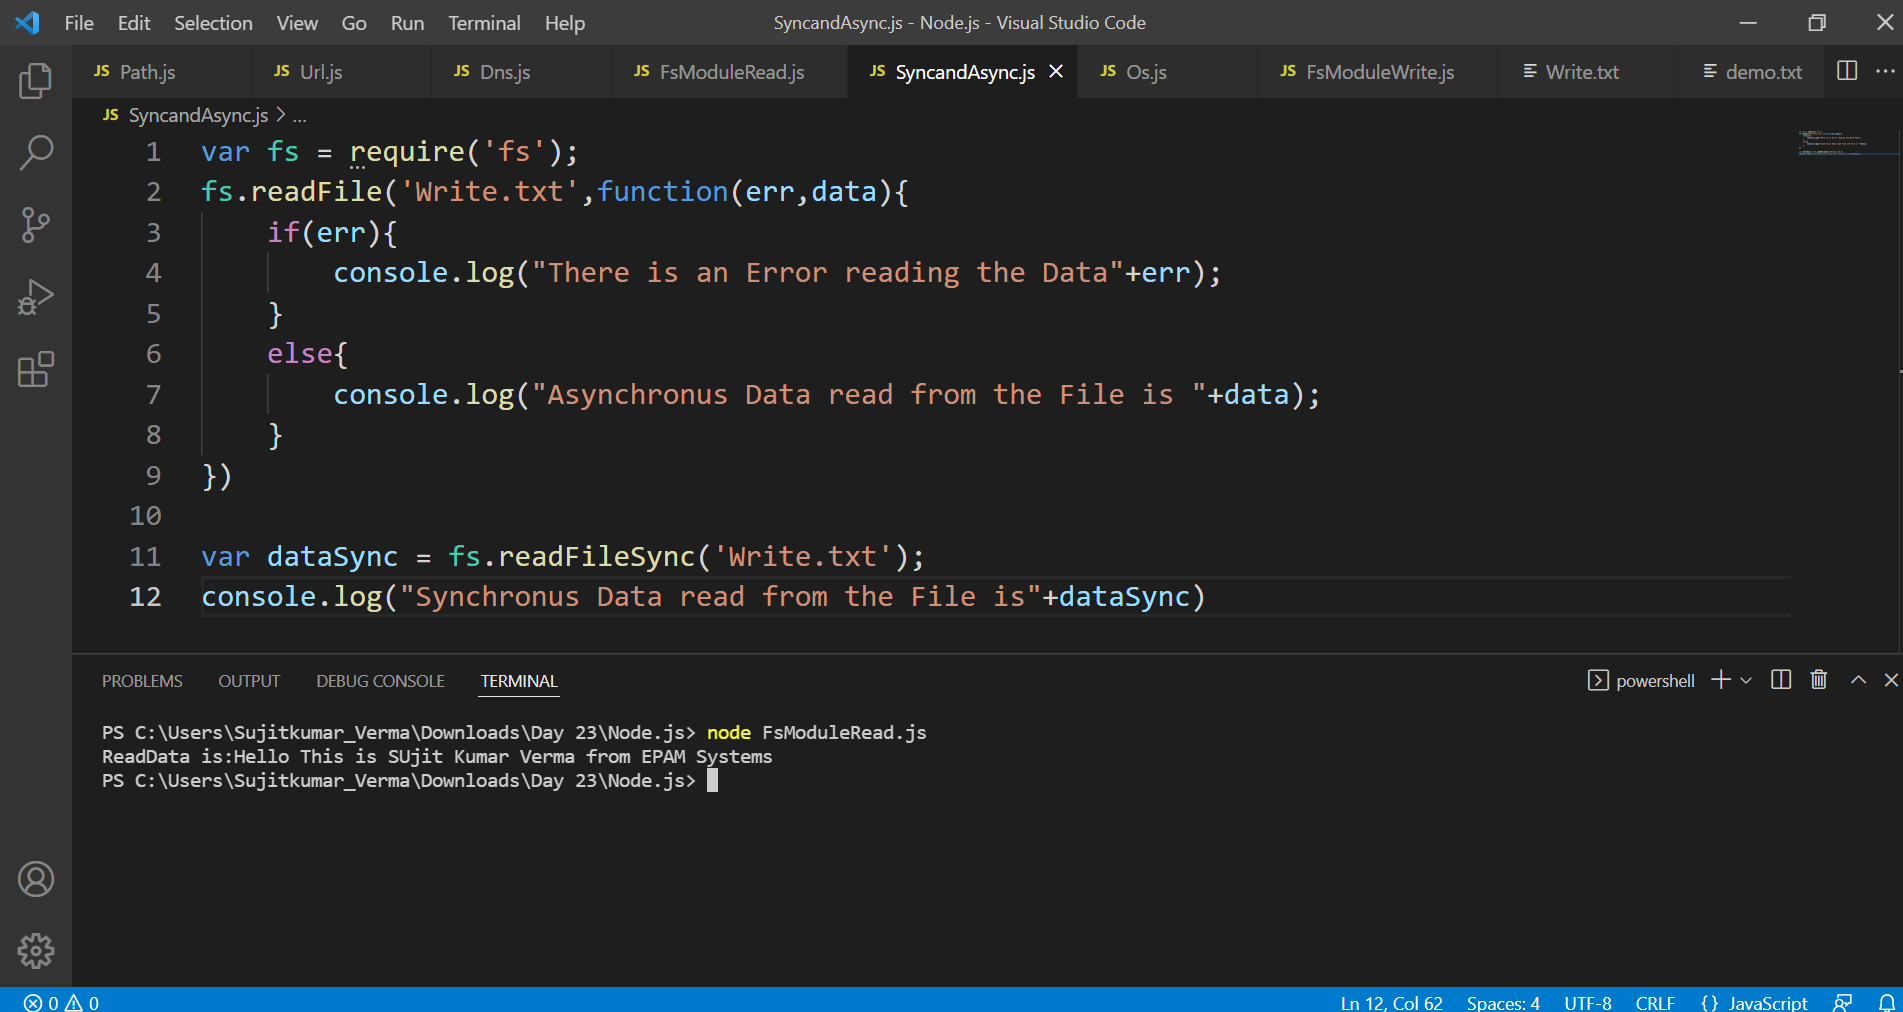 File Edit Selection View Go Run Terminal Help SyncandAsync.js - Node.js - Visual Studio Code
JS Path.js JS Url.js JS Dns.js JS FsModuleRead.js JS SyncandAsync.js JS Os.js JS FsModuleWrite.js Write.txt demo.txt
JS SyncandAsync.js > ...
1 var fs = require('fs');
2 fs.readFile('Write.txt',function(err,data){
3 if(err){
4 console.log("There is an Error reading the Data"+err);
5 }
6 else{
7 console.log("Asynchronus Data read from the File is "+data);
8 }
9 })
10
11 var dataSync = fs.readFileSync('Write.txt');
12 console.log("Synchronus Data read from the File is"+dataSync)
PROBLEMS OUTPUT DEBUG CONSOLE TERMINAL powershell
PS C:\Users\Sujitkumar_Verma\Downloads\Day 23\Node.js> node FsModuleRead.js
ReadData is:Hello This is SUjit Kumar Verma from EPAM Systems
PS C:\Users\Sujitkumar_Verma\Downloads\Day 23\Node.js>
0 0 Ln 12, Col 62 Spaces: 4 UTF-8 CRLF {} JavaScript